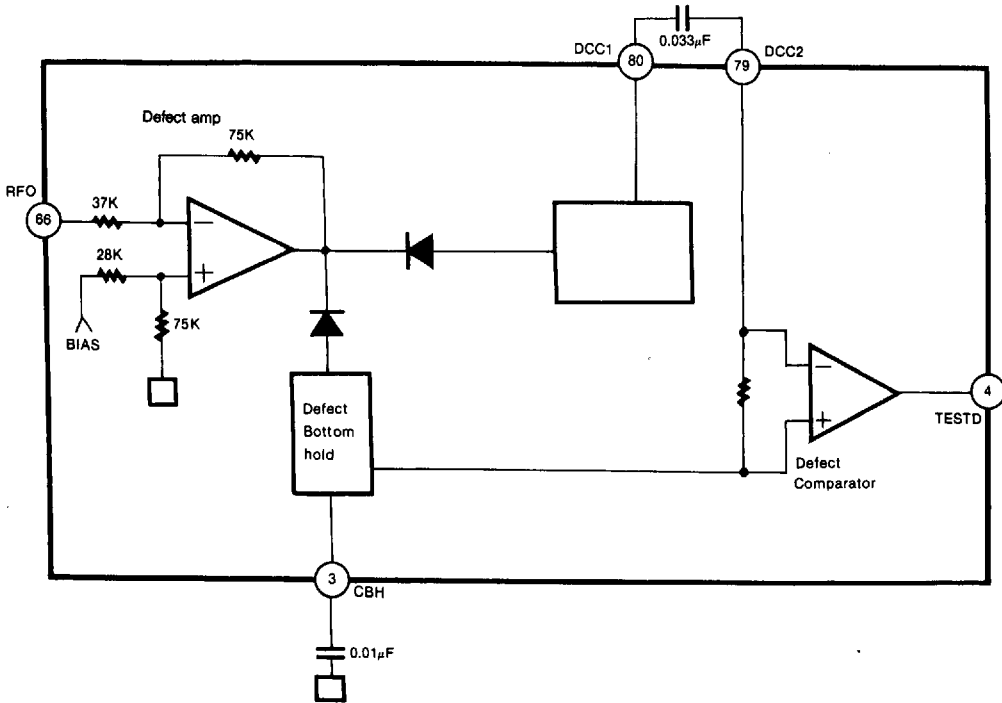 DCC1
80
0.033μF
79
DCC2
Defect amp
75K
RFO
66
37K
−
28K
+
75K
BIAS
Defect
Bottom
hold
−
+
4
TESTD
Defect
Comparator
3
CBH
0.01μF